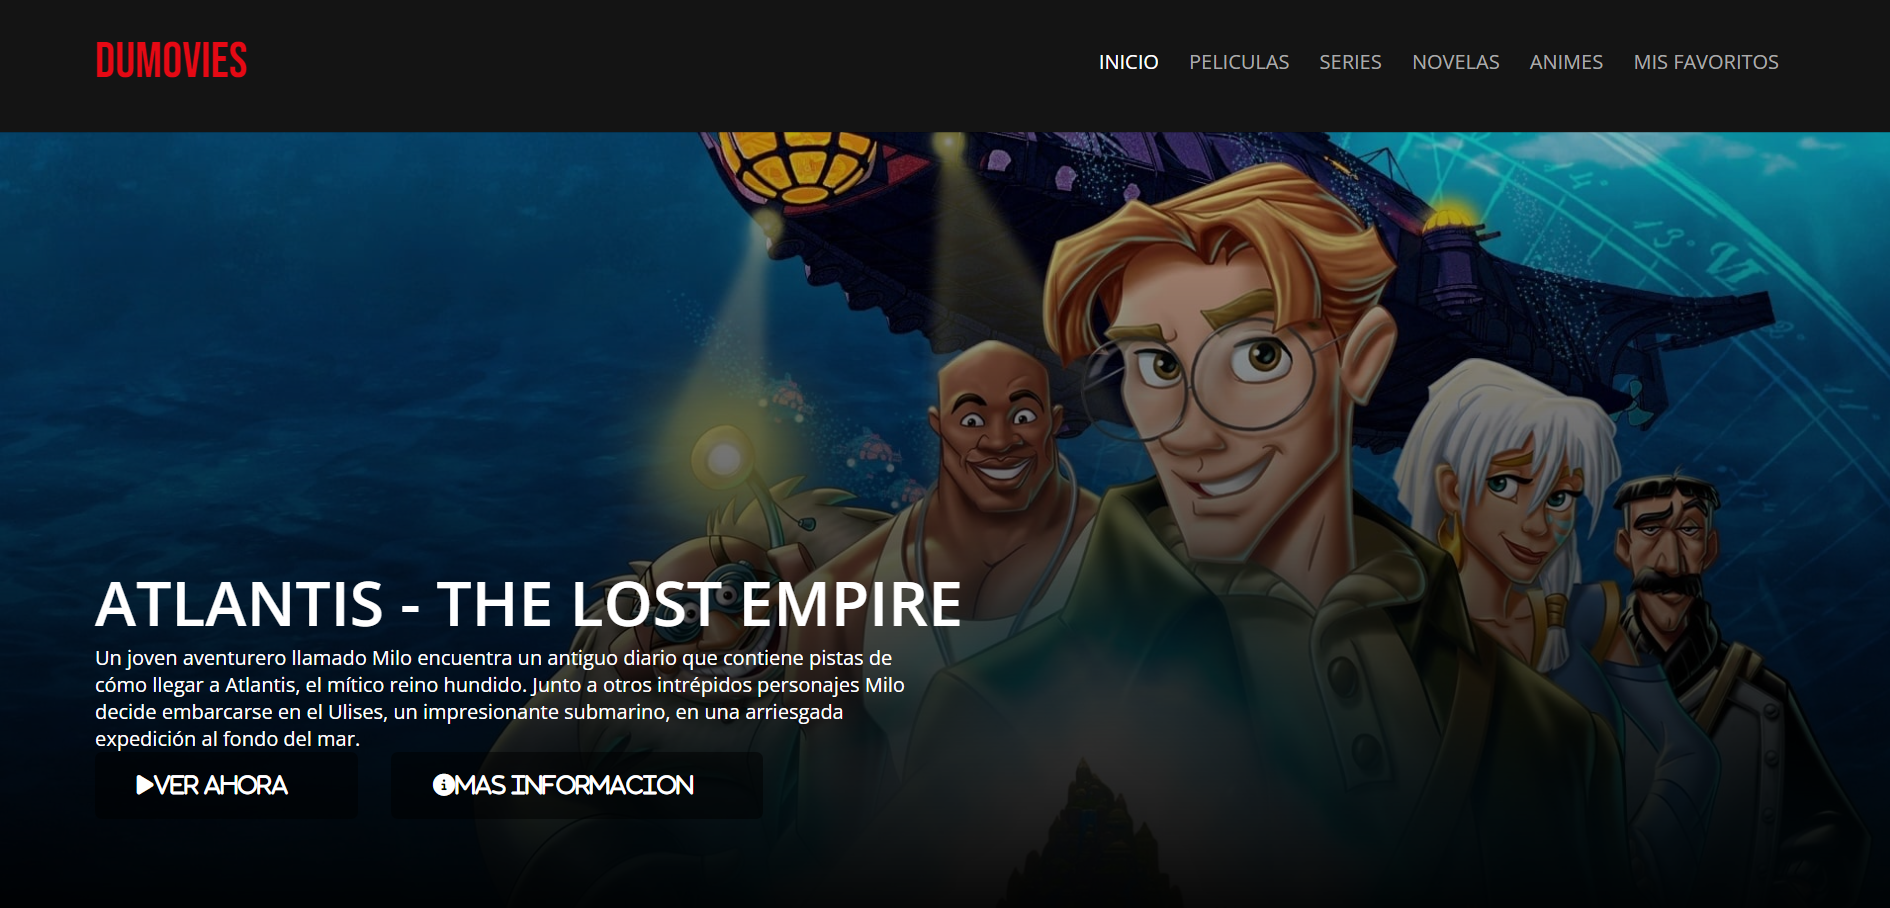 DUMOVIES
INICIO PELICULAS SERIES NOVELAS ANIMES MIS FAVORITOS
14°
13° VI
ATLANTIS - THE LOST EMPIRE
Un joven aventurero llamado Milo encuentra un antiguo diario que contiene pistas de
cómo llegar a Atlantis, el mítico reino hundido. Junto a otros intrépidos personajes Milo
decide embarcarse en el Ulises, un impresionante submarino, en una arriesgada
expedición al fondo del mar.
VER AHORA MAS INFORMACION